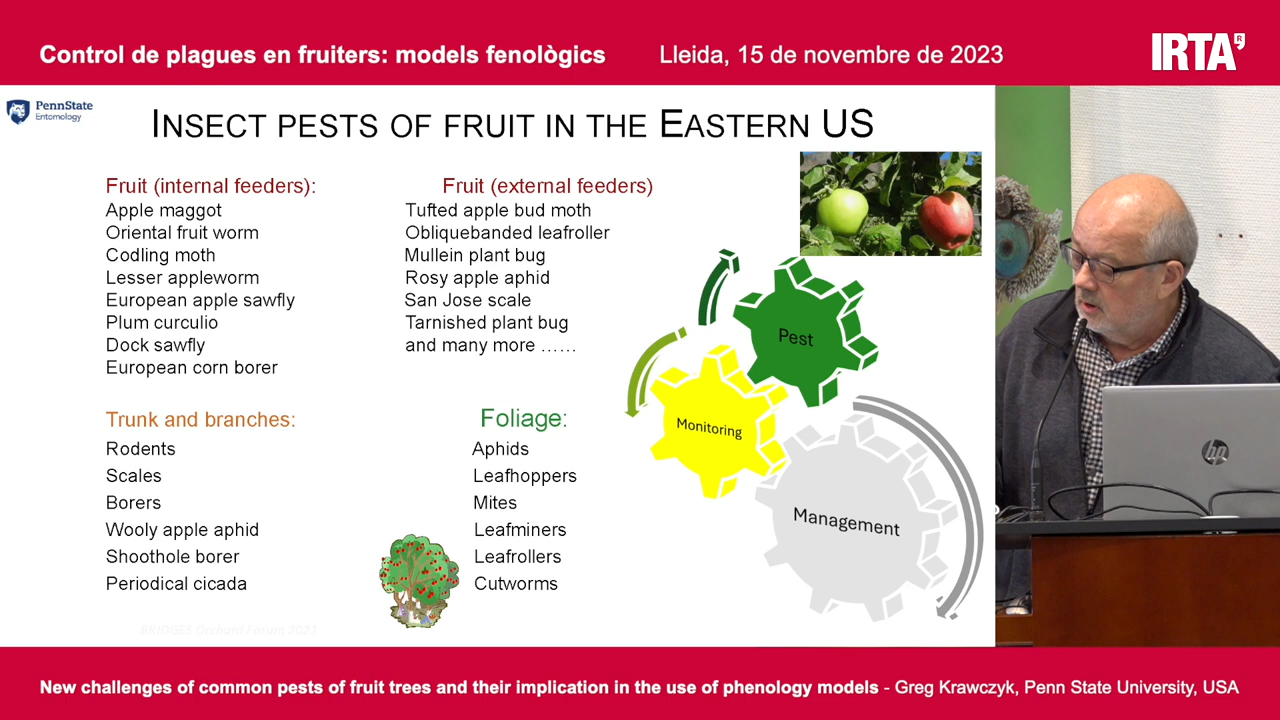 Control de plagues en fruiters: models fenològics
Lleida, 15 de novembre de 2023
IRTA
R
PennState
Entomology
INSECT PESTS OF FRUIT IN THE EASTERN US
Fruit (internal feeders):
Apple maggot
Oriental fruit worm
Codling moth
Lesser appleworm
European apple sawfly
Plum curculio
Dock sawfly
European corn borer
Fruit (external feeders)
Tufted apple bud moth
Obliquebanded leafroller
Mullein plant bug
Rosy apple aphid
San Jose scale
Tarnished plant bug
and many more ……
Trunk and branches:
Rodents
Scales
Borers
Wooly apple aphid
Shoothole borer
Periodical cicada
Foliage:
Aphids
Leafhoppers
Mites
Leafminers
Leafrollers
Cutworms
Pest
Monitoring
Management
hp
BRIDGES Orchard Forum 2023
New challenges of common pests of fruit trees and their implication in the use of phenology models - Greg Krawczyk, Penn State University, USA